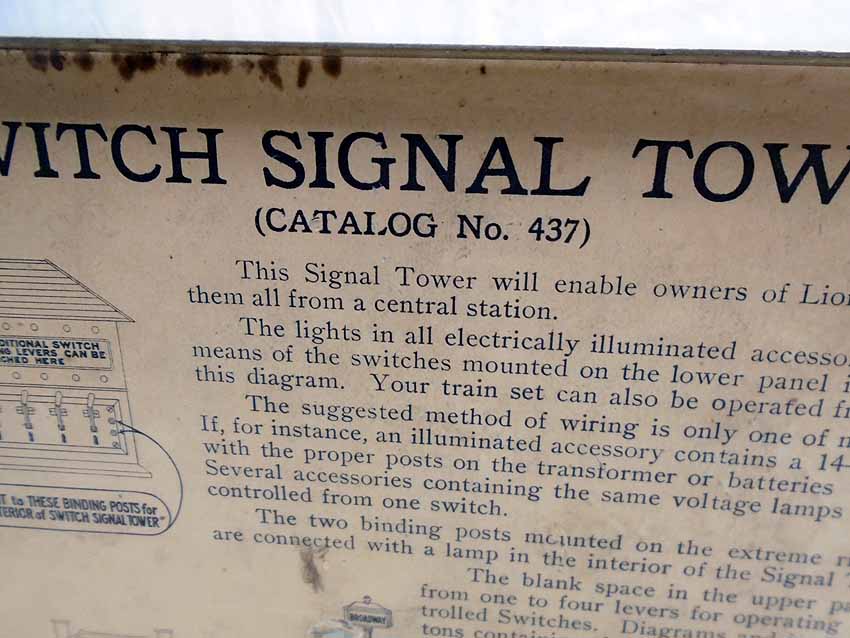 WITCH SIGNAL TOW
(CATALOG No. 437)
This Signal Tower will enable owners of Lio
them all from a central station.
The lights in all electrically illuminated accesso
means of the switches mounted on the lower panel i
this diagram. Your train set can also be operated f
The suggested method of wiring is only one of
If, for instance, an illuminated accessory contains a 14-
with the proper posts on the transformer or batteries
Several accessories containing the same voltage lamps
controlled from one switch.
The two binding posts mounted on the extreme
are connected with a lamp in the interior of the Signal
The blank space in the upper pa
from one to four levers for operating
trolled Switches. Diagrams
tons
DITIONAL SWITCH
NG LEVERS CAN BE
CHED HERE
T to THESE BINDING POSTS for
TERIOR of SWITCH SIGNAL TOWER"
BROADWAY